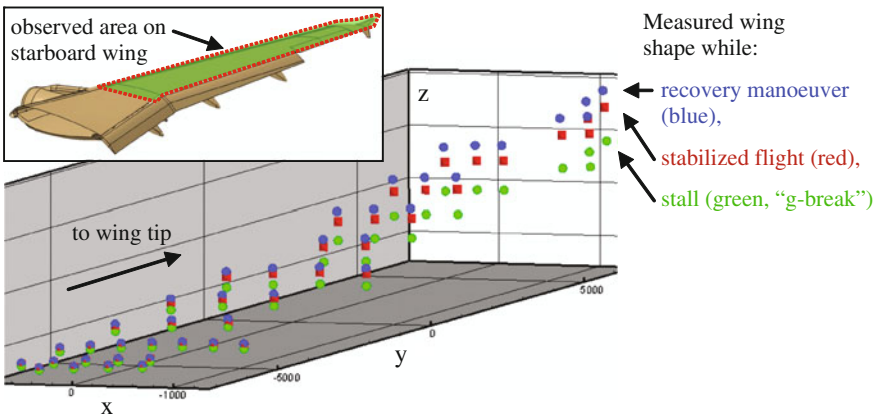 observed area on
starboard wing
Measured wing
shape while:
z
recovery manoeuver
(blue),
stabilized flight (red),
stall (green, “g-break”)
to wing tip
5000
0
y
-5000
-1000
0
x